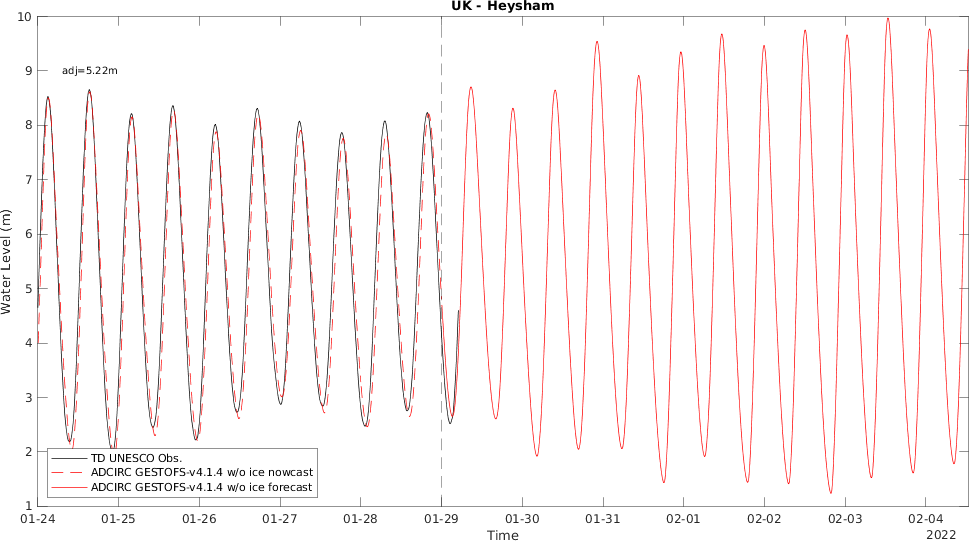 UK - Heysham
adj=5.22m
Water Level (m)
10
9
8
7
6
5
4
3
2
1
TD UNESCO Obs.
ADCIRC GESTOFS-v4.1.4 w/o ice nowcast
ADCIRC GESTOFS-v4.1.4 w/o ice forecast
01-24 01-25 01-26 01-27 01-28 01-29 01-30 01-31 02-01 02-02 02-03 02-04
Time
2022